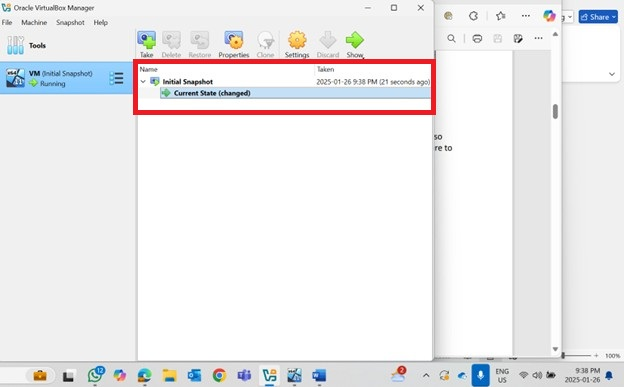 Oracle VirtualBox Manager
File Machine Snapshot Help
Tools
Take Delete Restore Properties Clone Settings Discard Show
Share
VM (Initial Snapshot)
Running
Name Taken
Initial Snapshot 2025-01-26 9:38 PM (21 seconds ago)
Current State (changed)
so
re to
100%
12
2
ENG
US
9:38 PM
2025-01-26